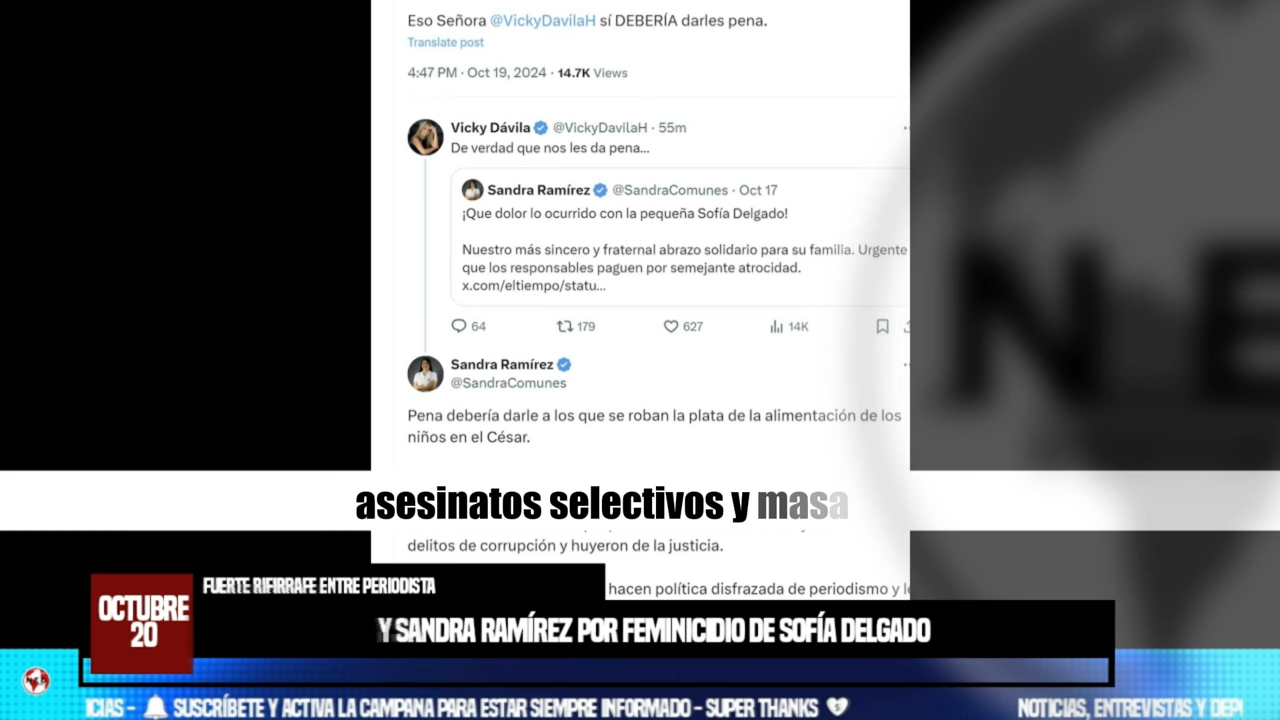 Eso Señora @VickyDavilaH sí DEBERÍA darles pena.
Translate post
4:47 PM · Oct 19, 2024 · 14.7K Views
Vicky Dávila @VickyDavilaH · 55m
De verdad que nos les da pena...
Sandra Ramírez @SandraComunes · Oct 17
¡Que dolor lo ocurrido con la pequeña Sofía Delgado!
Nuestro más sincero y fraternal abrazo solidario para su familia. Urgente
que los responsables paguen por semejante atrocidad.
x.com/eltiempo/statu...
64 179 627 14K
Sandra Ramírez
@SandraComunes
Pena debería darle a los que se roban la plata de la alimentación de los
niños en el César.
asesinatos selectivos y masa
delitos de corrupción y huyeron de la justicia.
hacen política disfrazada de periodismo y
OCTUBRE
20
FUERTE RIFIRRAFE ENTRE PERIODISTA
Y SANDRA RAMÍREZ POR FEMINICIDIO DE SOFÍA DELGADO
ICIAS - SUSCRÍBETE Y ACTIVA LA CAMPANA PARA ESTAR SIEMPRE INFORMADO - SUPER THANKS NOTICIAS, ENTREVISTAS Y DEP